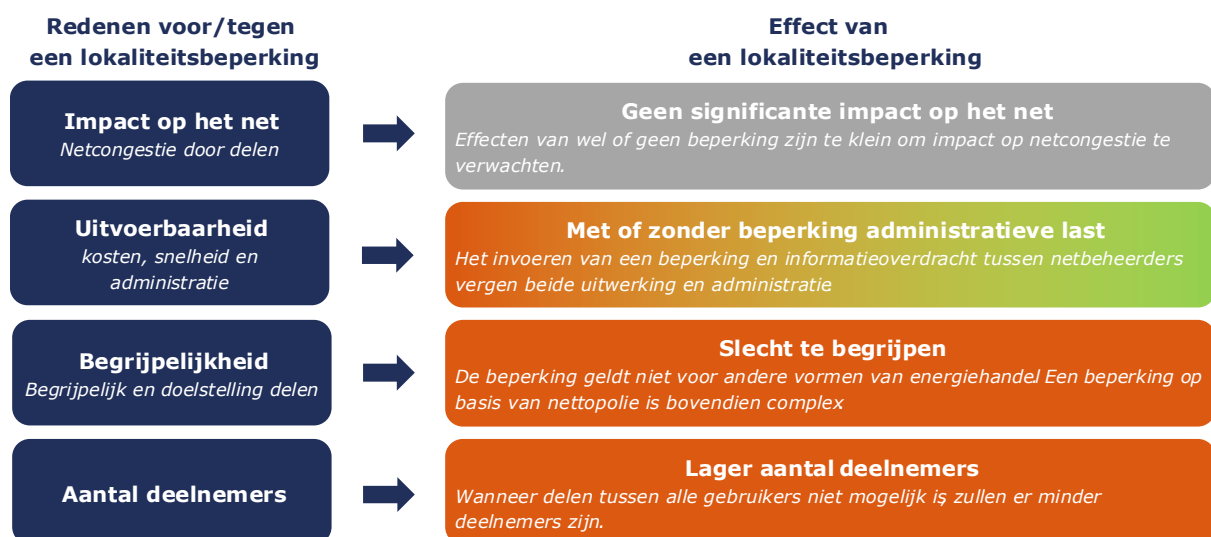 Redenen voor/tegen
een lokaliteitsbeperking
Effect van
een lokaliteitsbeperking
Impact op het net
Netcongestie door delen
Geen significante impact op het net
Effecten van wel of geen beperking zijn te klein om impact op netcongestie te
verwachten.
Uitvoerbaarheid
kosten, snelheid en
administratie
Met of zonder beperking administratieve last
Het invoeren van een beperking en informatieoverdracht tussen netbeheerders
vergen beide uitwerking en administratie
Begrijpelijkheid
Begrijpelijk en doelstelling delen
Slecht te begrijpen
De beperking geldt niet voor andere vormen van energiehandel. Een beperking op
basis van nettopolie is bovendien complex
Aantal deelnemers
Lager aantal deelnemers
Wanneer delen tussen alle gebruikers niet mogelijk is, zullen er minder
deelnemers zijn.